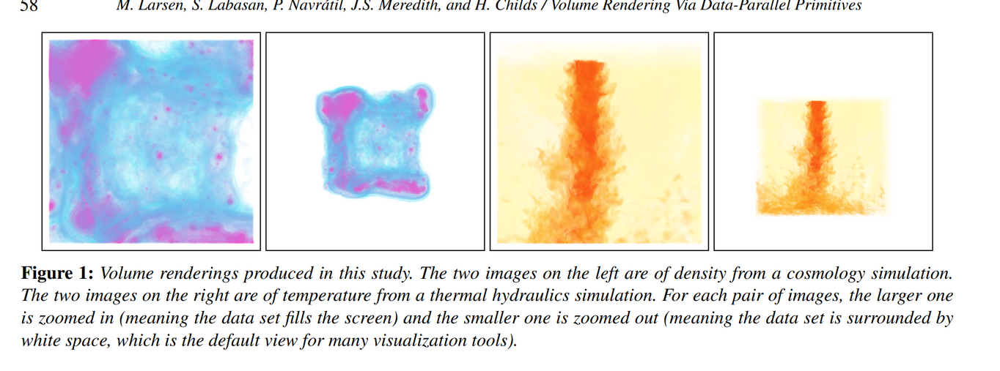 58
M. Larsen, S. Labasan, P. Navrátil, J.S. Meredith, and H. Childs / Volume Rendering Via Data-Parallel Primitives
Figure 1: Volume renderings produced in this study. The two images on the left are of density from a cosmology simulation.
The two images on the right are of temperature from a thermal hydraulics simulation. For each pair of images, the larger one
is zoomed in (meaning the data set fills the screen) and the smaller one is zoomed out (meaning the data set is surrounded by
white space, which is the default view for many visualization tools).